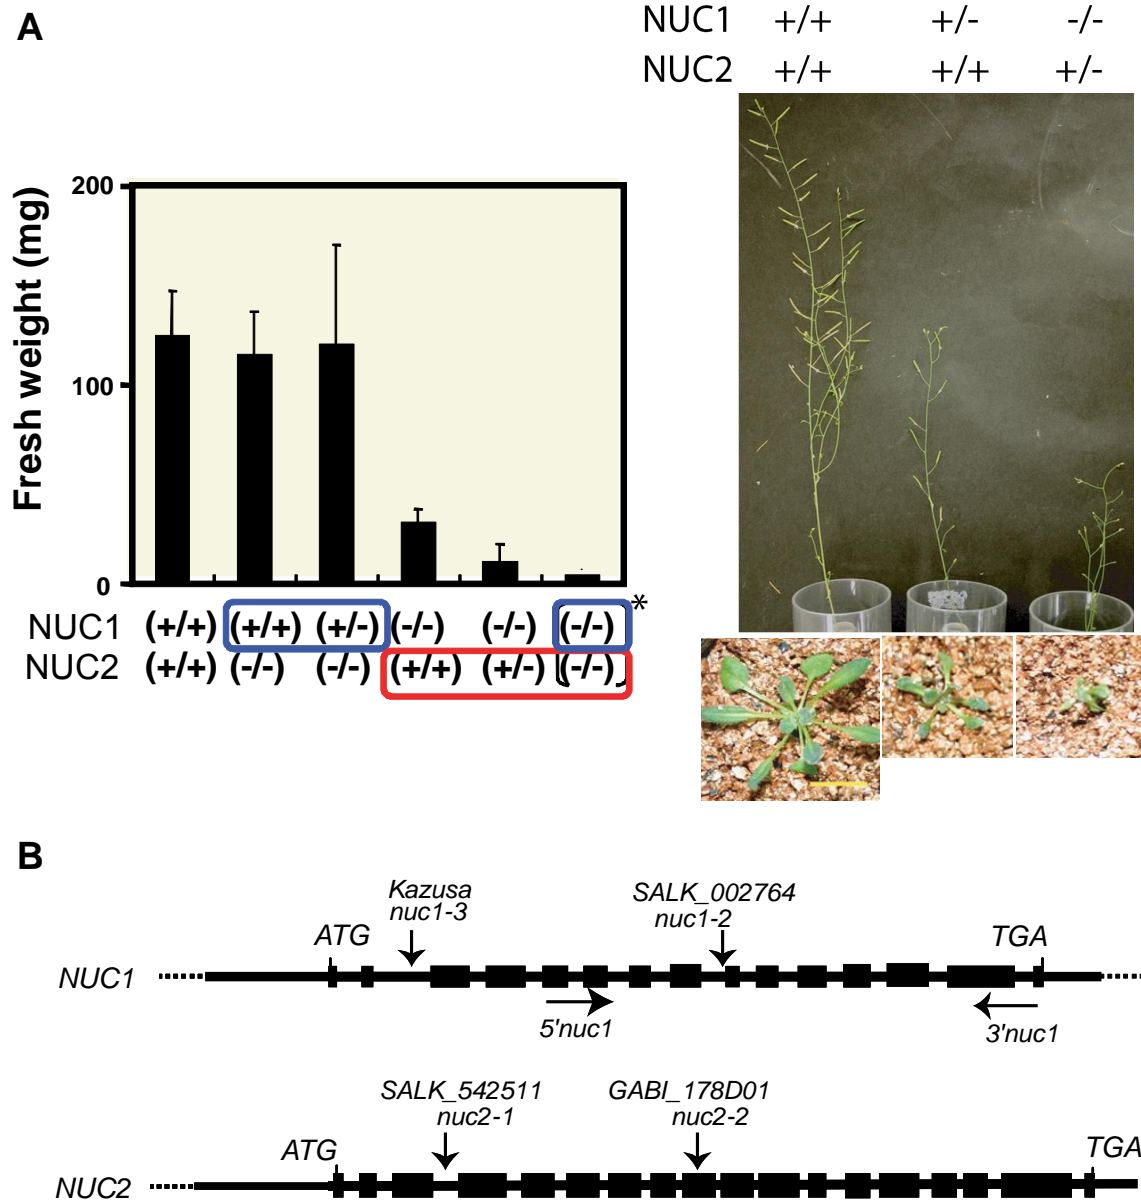 A
NUC1 +/+ +/- -/-
NUC2 +/+ +/+ +/-
Fresh weight (mg)
200
100
0
NUC1 (+/+) (+/+) (+/-) (-/-) (-/-) (-/-) *
NUC2 (+/+) (-/-) (-/-) (+/+) (+/-) (-/-)
B
Kazusa
nuc1-3
SALK_002764
nuc1-2
ATG
TGA
NUC1
5'nuc1
3'nuc1
SALK_542511
nuc2-1
GABI_178D01
nuc2-2
ATG
TGA
NUC2